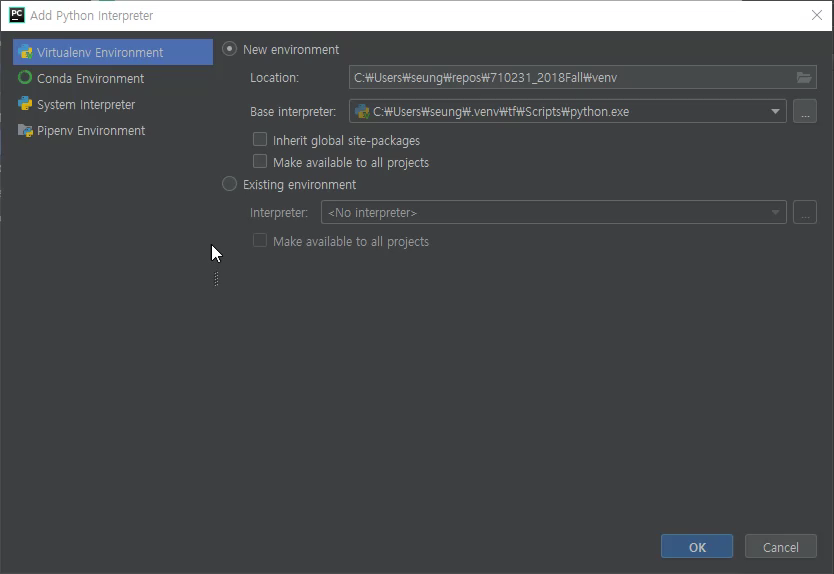 PC Add Python Interpreter
Virtualenv Environment
Conda Environment
System Interpreter
Pipenv Environment
New environment
Location: C:₩Users₩seung₩repos₩710231_2018Fall₩venv
Base interpreter: C:₩Users₩seung₩.venv₩tf₩Scripts₩python.exe ...
Inherit global site-packages
Make available to all projects
Existing environment
Interpreter: <No interpreter> ...
Make available to all projects
OK Cancel